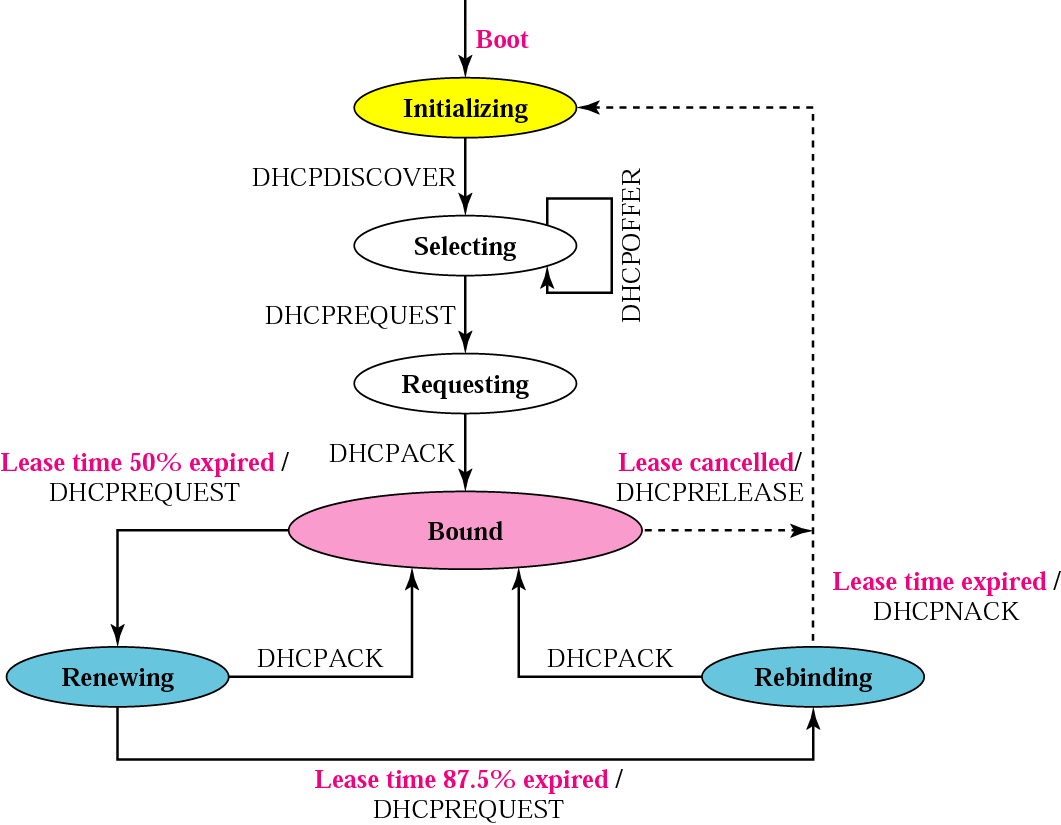 Boot
Initializing
DHCPDISCOVER
Selecting
DHCPOFFER
DHCPREQUEST
Requesting
DHCPACK
Lease time 50% expired /
DHCPREQUEST
Lease cancelled/
DHCPRELEASE
Bound
Lease time expired /
DHCPNACK
Renewing
DHCPACK
DHCPACK
Rebinding
Lease time 87.5% expired /
DHCPREQUEST